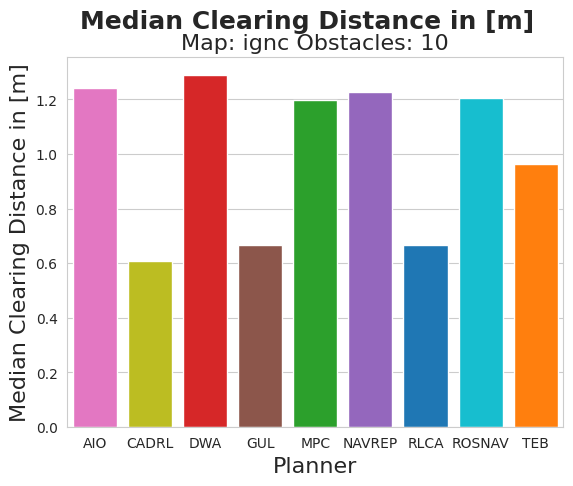 Median Clearing Distance in [m]
Map: ignc Obstacles: 10
Median Clearing Distance in [m]
1.2
1.0
0.8
0.6
0.4
0.2
0.0
AIO CADRL DWA GUL MPC NAVREP RLCA ROSNAV TEB
Planner